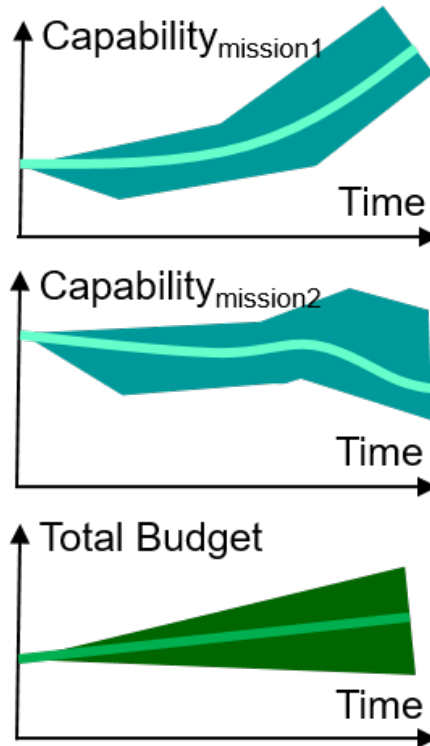 Capabilitymission1
Time
Capabilitymission2
Time
Total Budget
Time